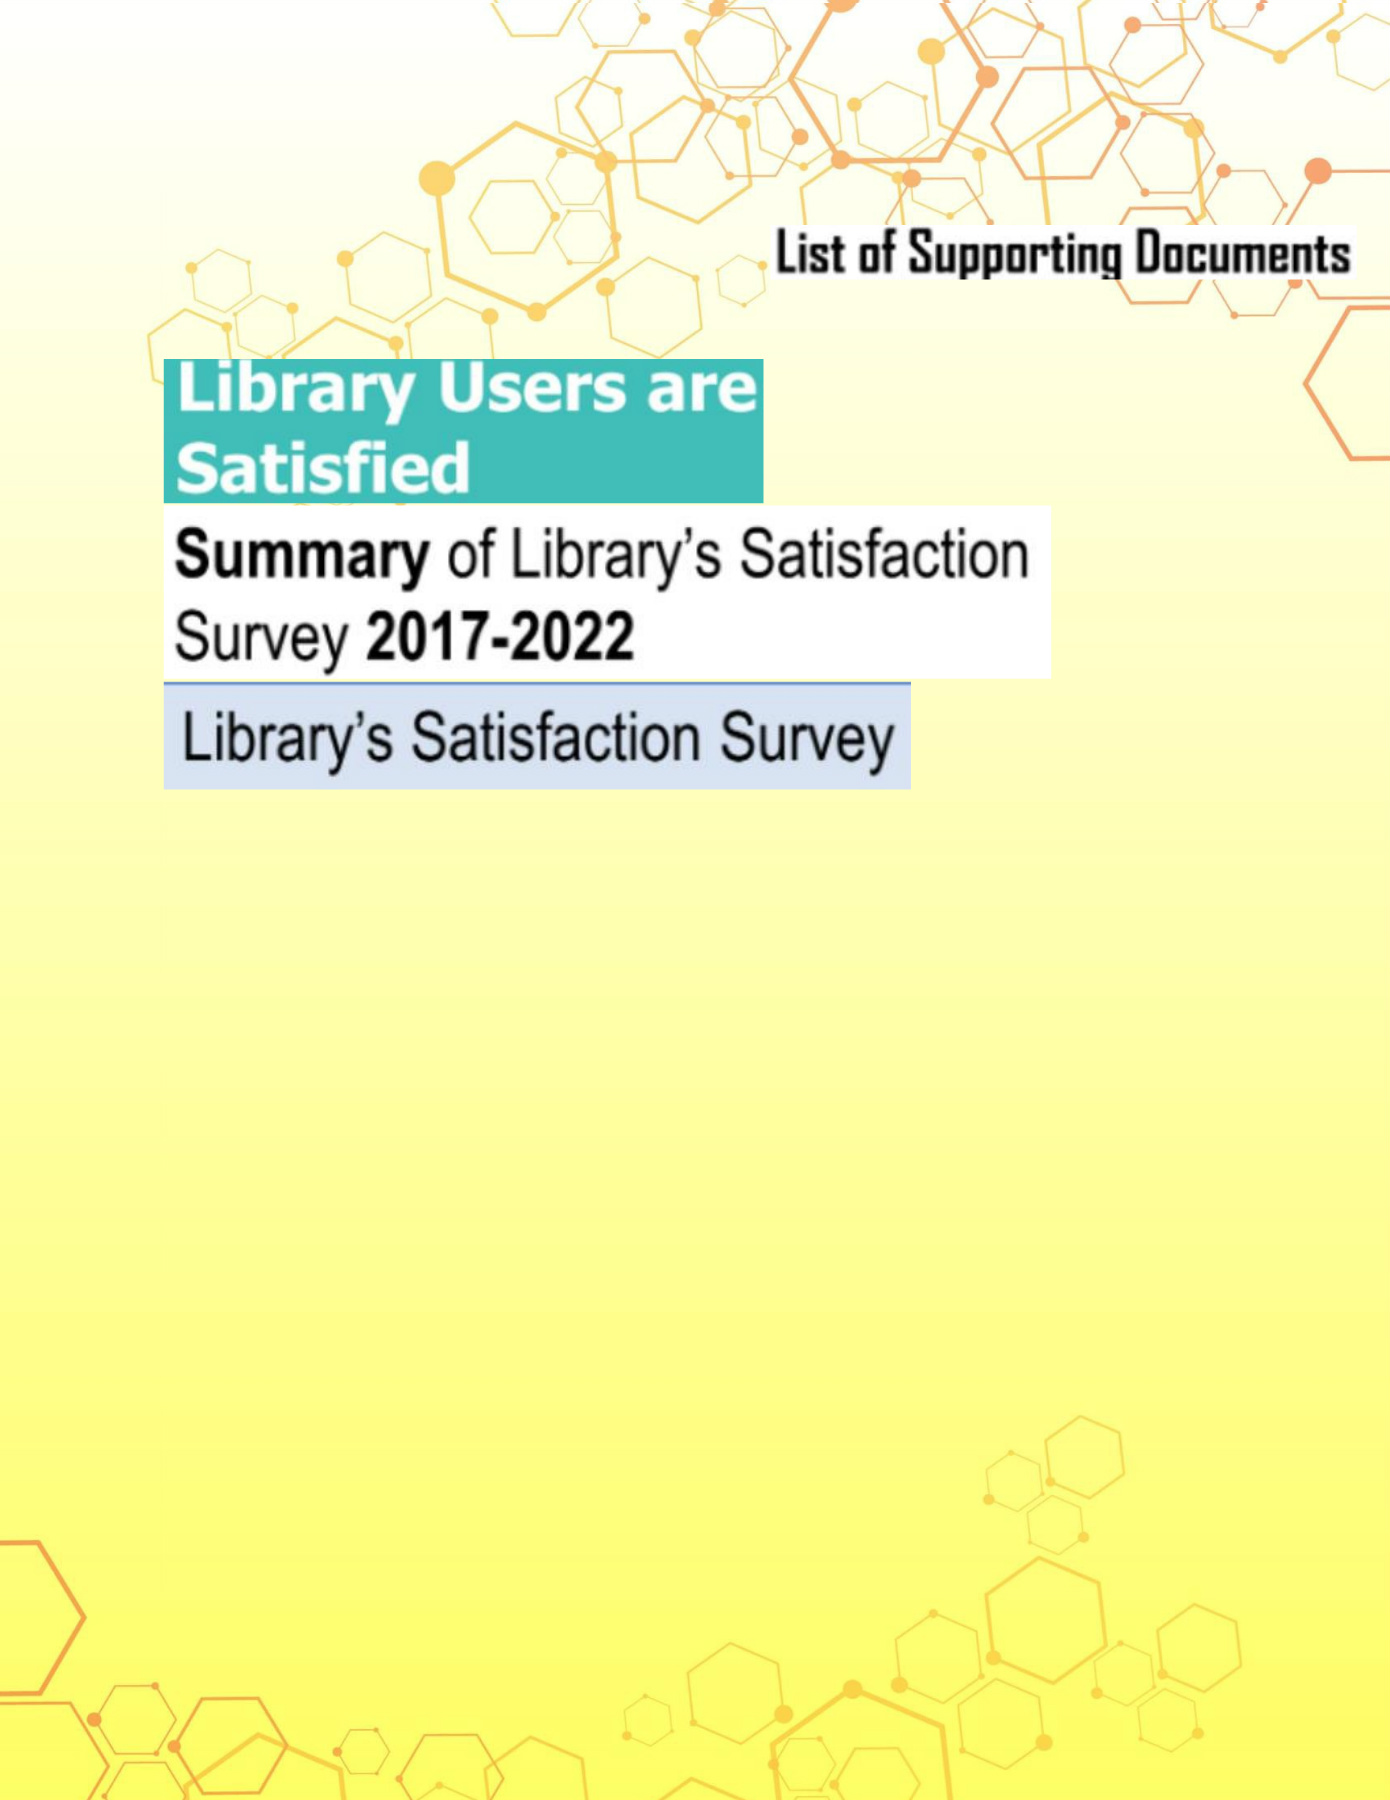 List of Supporting Documents
Library Users are
Satisfied
Summary of Library’s Satisfaction
Survey 2017-2022
Library’s Satisfaction Survey